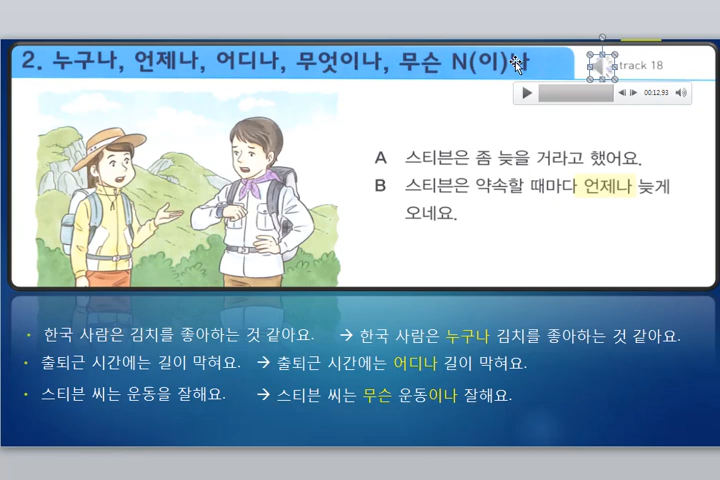 2. 누구나, 언제나, 어디나, 무엇이나, 무슨 N(이)나
track 18
00:12.93
A 스티븐은 좀 늦을 거라고 했어요.
B 스티븐은 약속할 때마다 언제나 늦게
오네요.
• 한국 사람은 김치를 좋아하는 것 같아요. → 한국 사람은 누구나 김치를 좋아하는 것 같아요.
• 출퇴근 시간에는 길이 막혀요. → 출퇴근 시간에는 어디나 길이 막혀요.
• 스티븐 씨는 운동을 잘해요. → 스티븐 씨는 무슨 운동이나 잘해요.